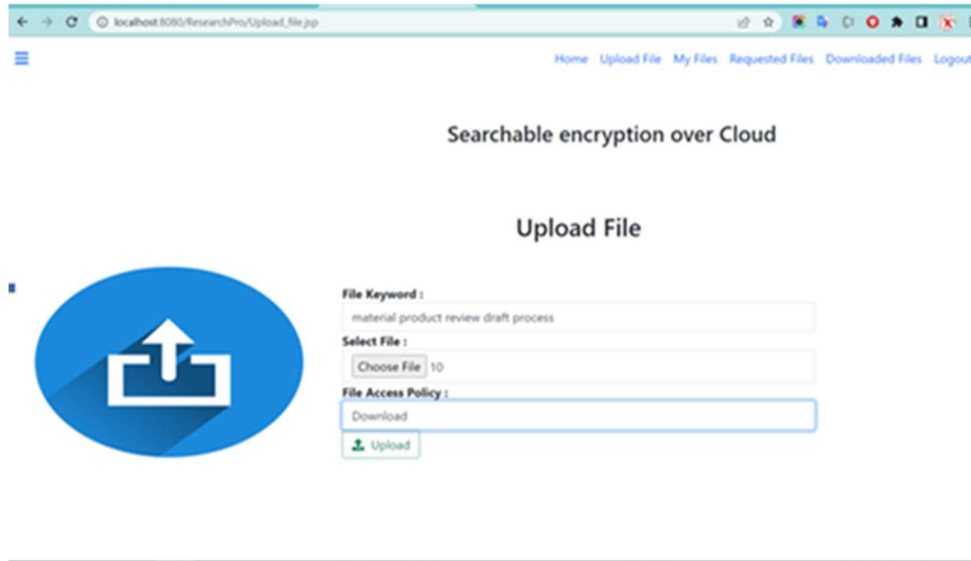 localhost:8080/ResearchPro/Upload_file.jsp
Home Upload File My Files Requested Files Downloaded Files Logout
Searchable encryption over Cloud
Upload File
File Keyword :
material product review draft process
Select File :
Choose File 10
File Access Policy :
Download
Upload